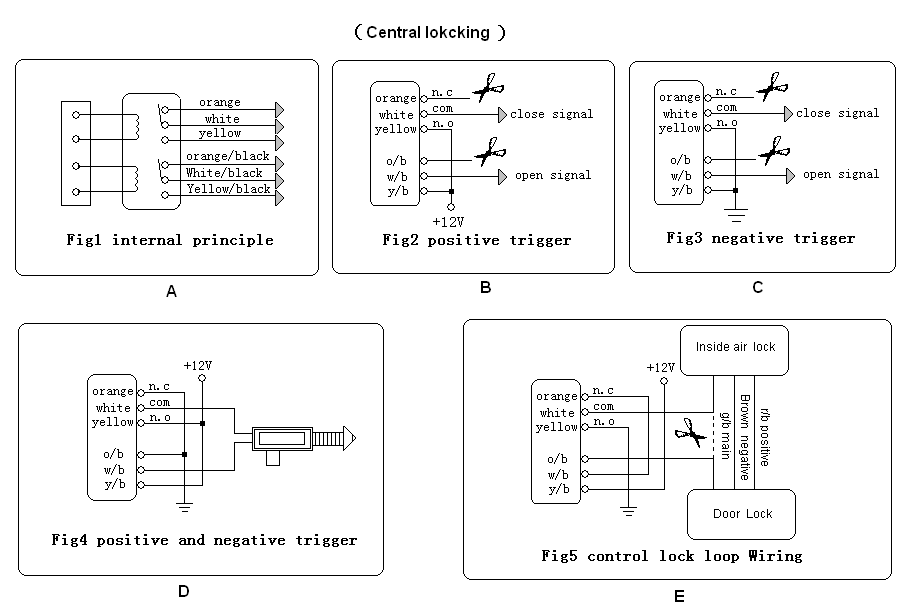 ( Central lokcking )
orange
white
yellow
orange/black
White/black
Yellow/black
Fig1 internal principle
A
orange n.c
white com close signal
yellow n.o
o/b
w/b open signal
y/b
+12V
Fig2 positive trigger
B
orange n.c
white com close signal
yellow n.o
o/b
w/b open signal
y/b
Fig3 negative trigger
C
+12V
orange n.c
white com
yellow n.o
o/b
w/b
y/b
Fig4 positive and negative trigger
D
Inside air lock
+12V
orange n.c
white com
yellow n.o
o/b
w/b
y/b
g/b main
Brown negative
r/b positive
Door Lock
Fig5 control lock loop Wiring
E